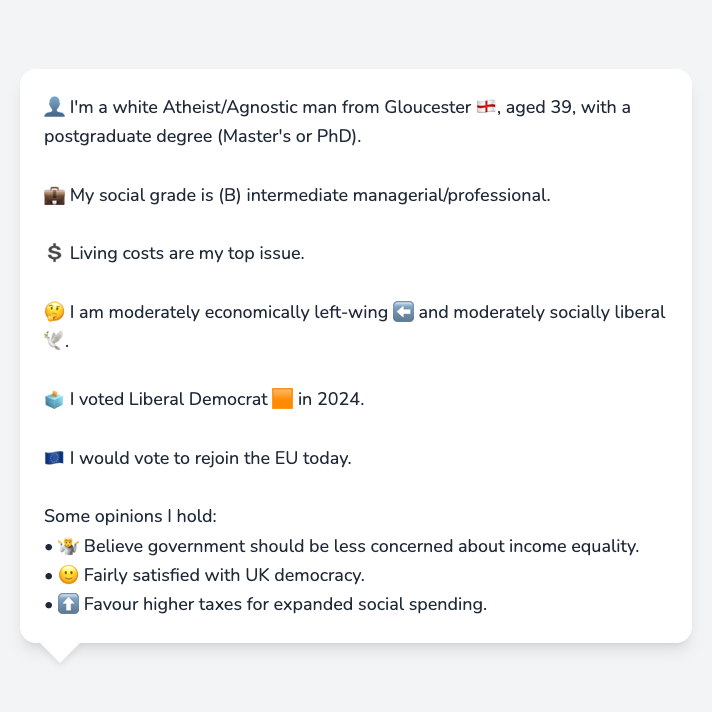 👤 I'm a white Atheist/Agnostic man from Gloucester 🏴󠁧󠁢󠁥󠁮󠁧󠁿, aged 39, with a
postgraduate degree (Master's or PhD).
💼 My social grade is (B) intermediate managerial/professional.
💲 Living costs are my top issue.
🤔 I am moderately economically left-wing ⬅️ and moderately socially liberal
🕊️.
🗳️ I voted Liberal Democrat 🟧 in 2024.
🇪🇺 I would vote to rejoin the EU today.
Some opinions I hold:
• 🤷 Believe government should be less concerned about income equality.
• 🙂 Fairly satisfied with UK democracy.
• ⬆️ Favour higher taxes for expanded social spending.